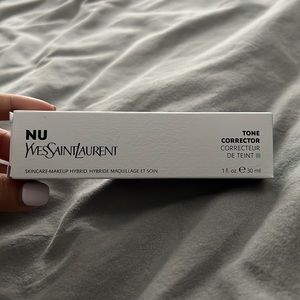 NU
YVESSAINTLAURENT
SKINCARE-MAKEUP HYBRID. HYBRIDE MAQUILLAGE ET SOIN
TONE
CORRECTOR
CORRECTEUR
DE TEINT
1 fl. oz. ℮ 30 ml